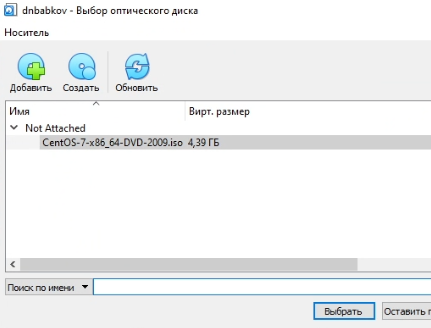 dnbabkov - Выбор оптического диска
Носитель
Добавить Создать Обновить
Имя Вирт. размер
Not Attached
CentOS-7-x86_64-DVD-2009.iso 4,39 ГБ
Поиск по имени
Выбрать Оставить